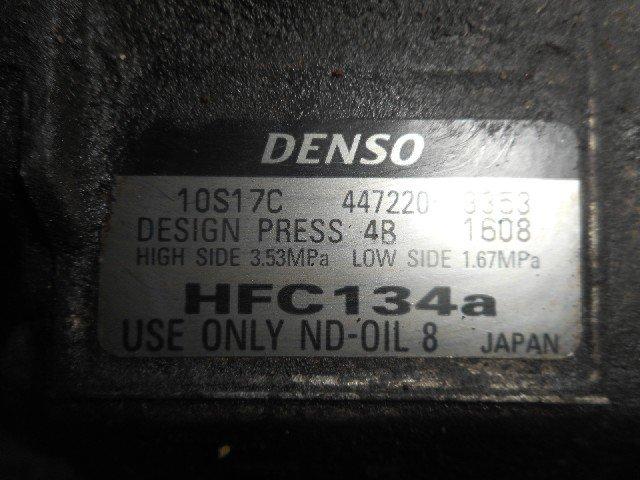 DENSO
10S17C 447220-3353
DESIGN PRESS 4B 1608
HIGH SIDE 3.53MPa LOW SIDE 1.67MPa
HFC134a
USE ONLY ND-OIL 8 JAPAN